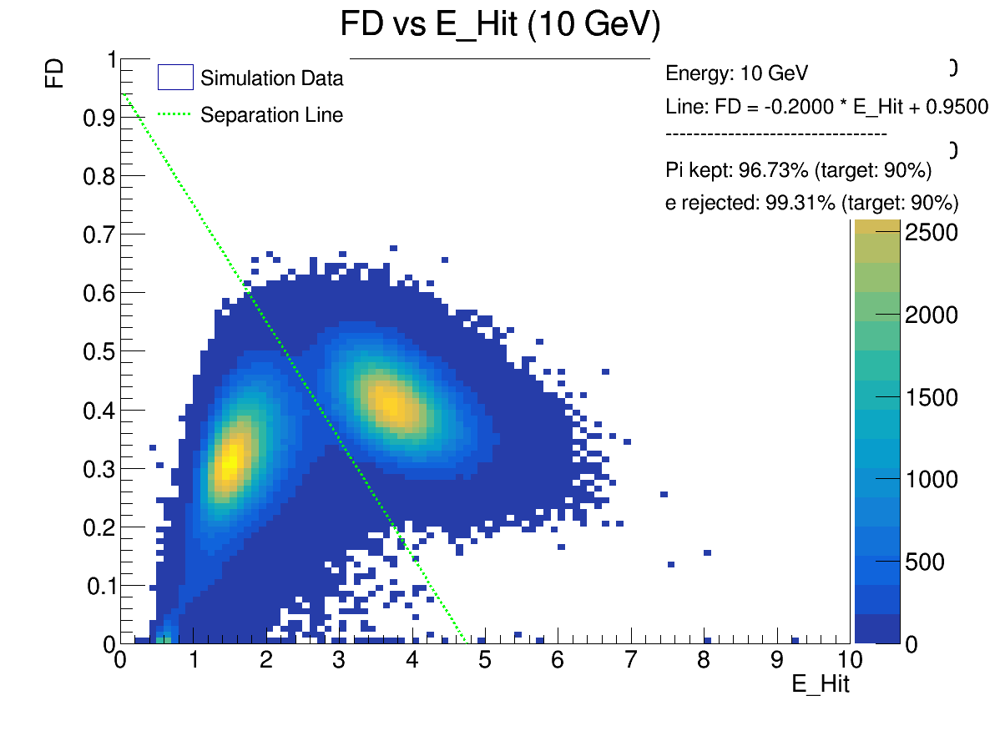 FD vs E_Hit (10 GeV)
FD
Simulation Data
Separation Line
Energy: 10 GeV
Line: FD = -0.2000 * E_Hit + 0.9500
--------------------------------
Pi kept: 96.73% (target: 90%)
e rejected: 99.31% (target: 90%)
1
0.9
0.8
0.7
0.6
0.5
0.4
0.3
0.2
0.1
0
0 1 2 3 4 5 6 7 8 9 10
E_Hit
2500
2000
1500
1000
500
0